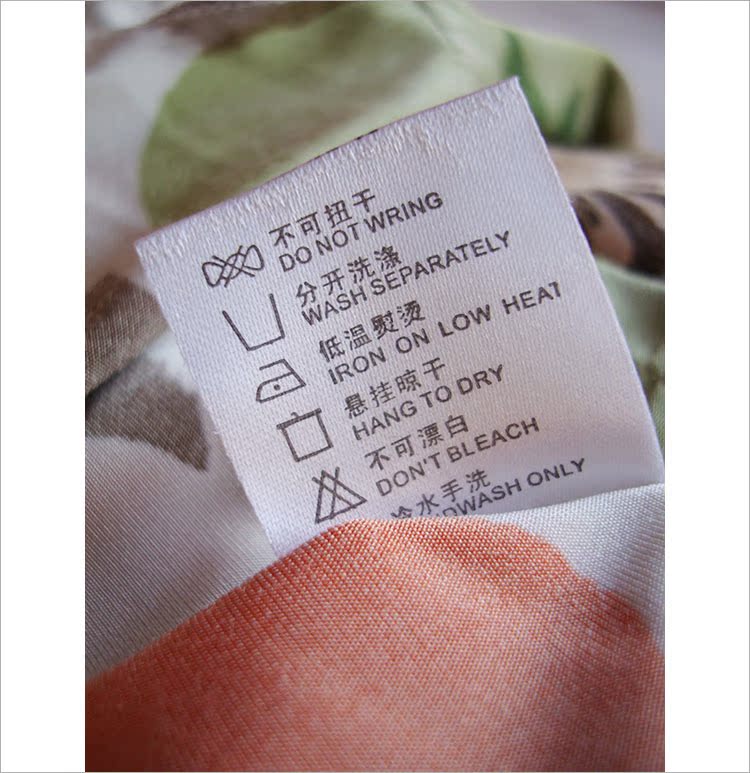 不可扭干
DO NOT WRING
分开洗涤
WASH SEPARATELY
低温熨烫
IRON ON LOW HEAT
悬挂晾干
HANG TO DRY
不可漂白
DON'T BLEACH
冷水手洗
ONLY